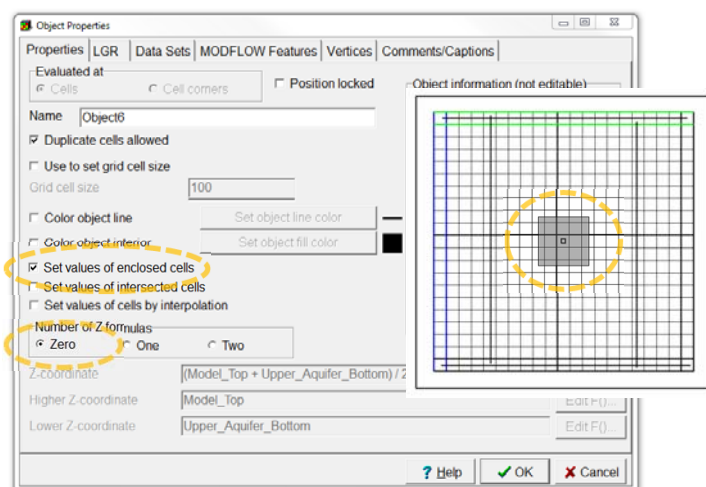 Object Properties
Properties LGR Data Sets MODFLOW Features Vertices Comments/Captions
Evaluated at
Cells Cell corners
Position locked
Object information (not editable)
Name Object6
Duplicate cells allowed
Use to set grid cell size
Grid cell size 100
Color object line Set object line color
Color object interior Set object fill color
Set values of enclosed cells
Set values of intersected cells
Set values of cells by interpolation
Number of Z formulas
Zero One Two
Z-coordinate (Model_Top + Upper_Aquifer_Bottom) / 2
Higher Z-coordinate Model_Top Edit F()...
Lower Z-coordinate Upper_Aquifer_Bottom Edit F()...
? Help OK Cancel